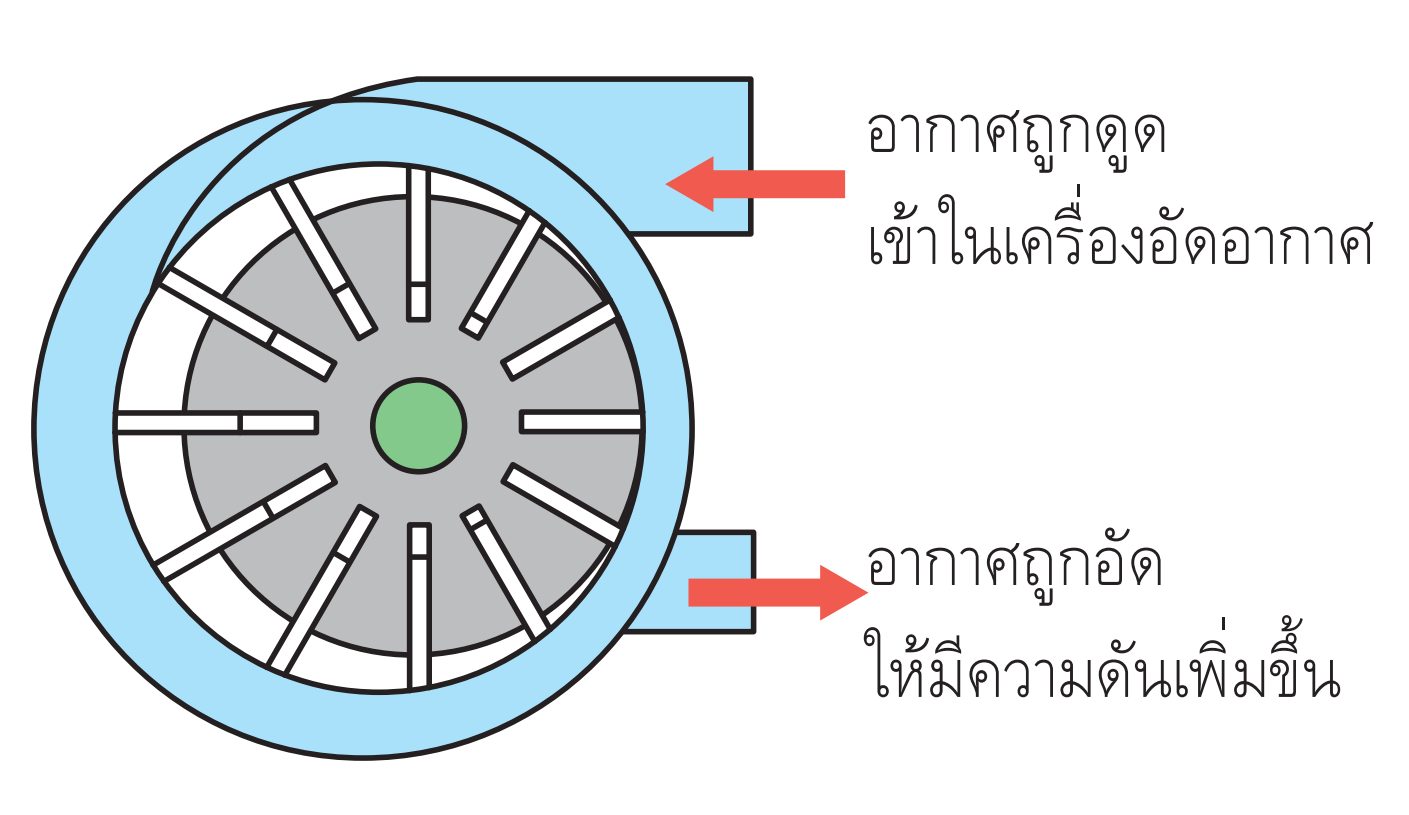 อากาศถูกดูด
เข้าในเครื่องอัดอากาศ
อากาศถูกอัด
ให้มีความดันเพิ่มขึ้น